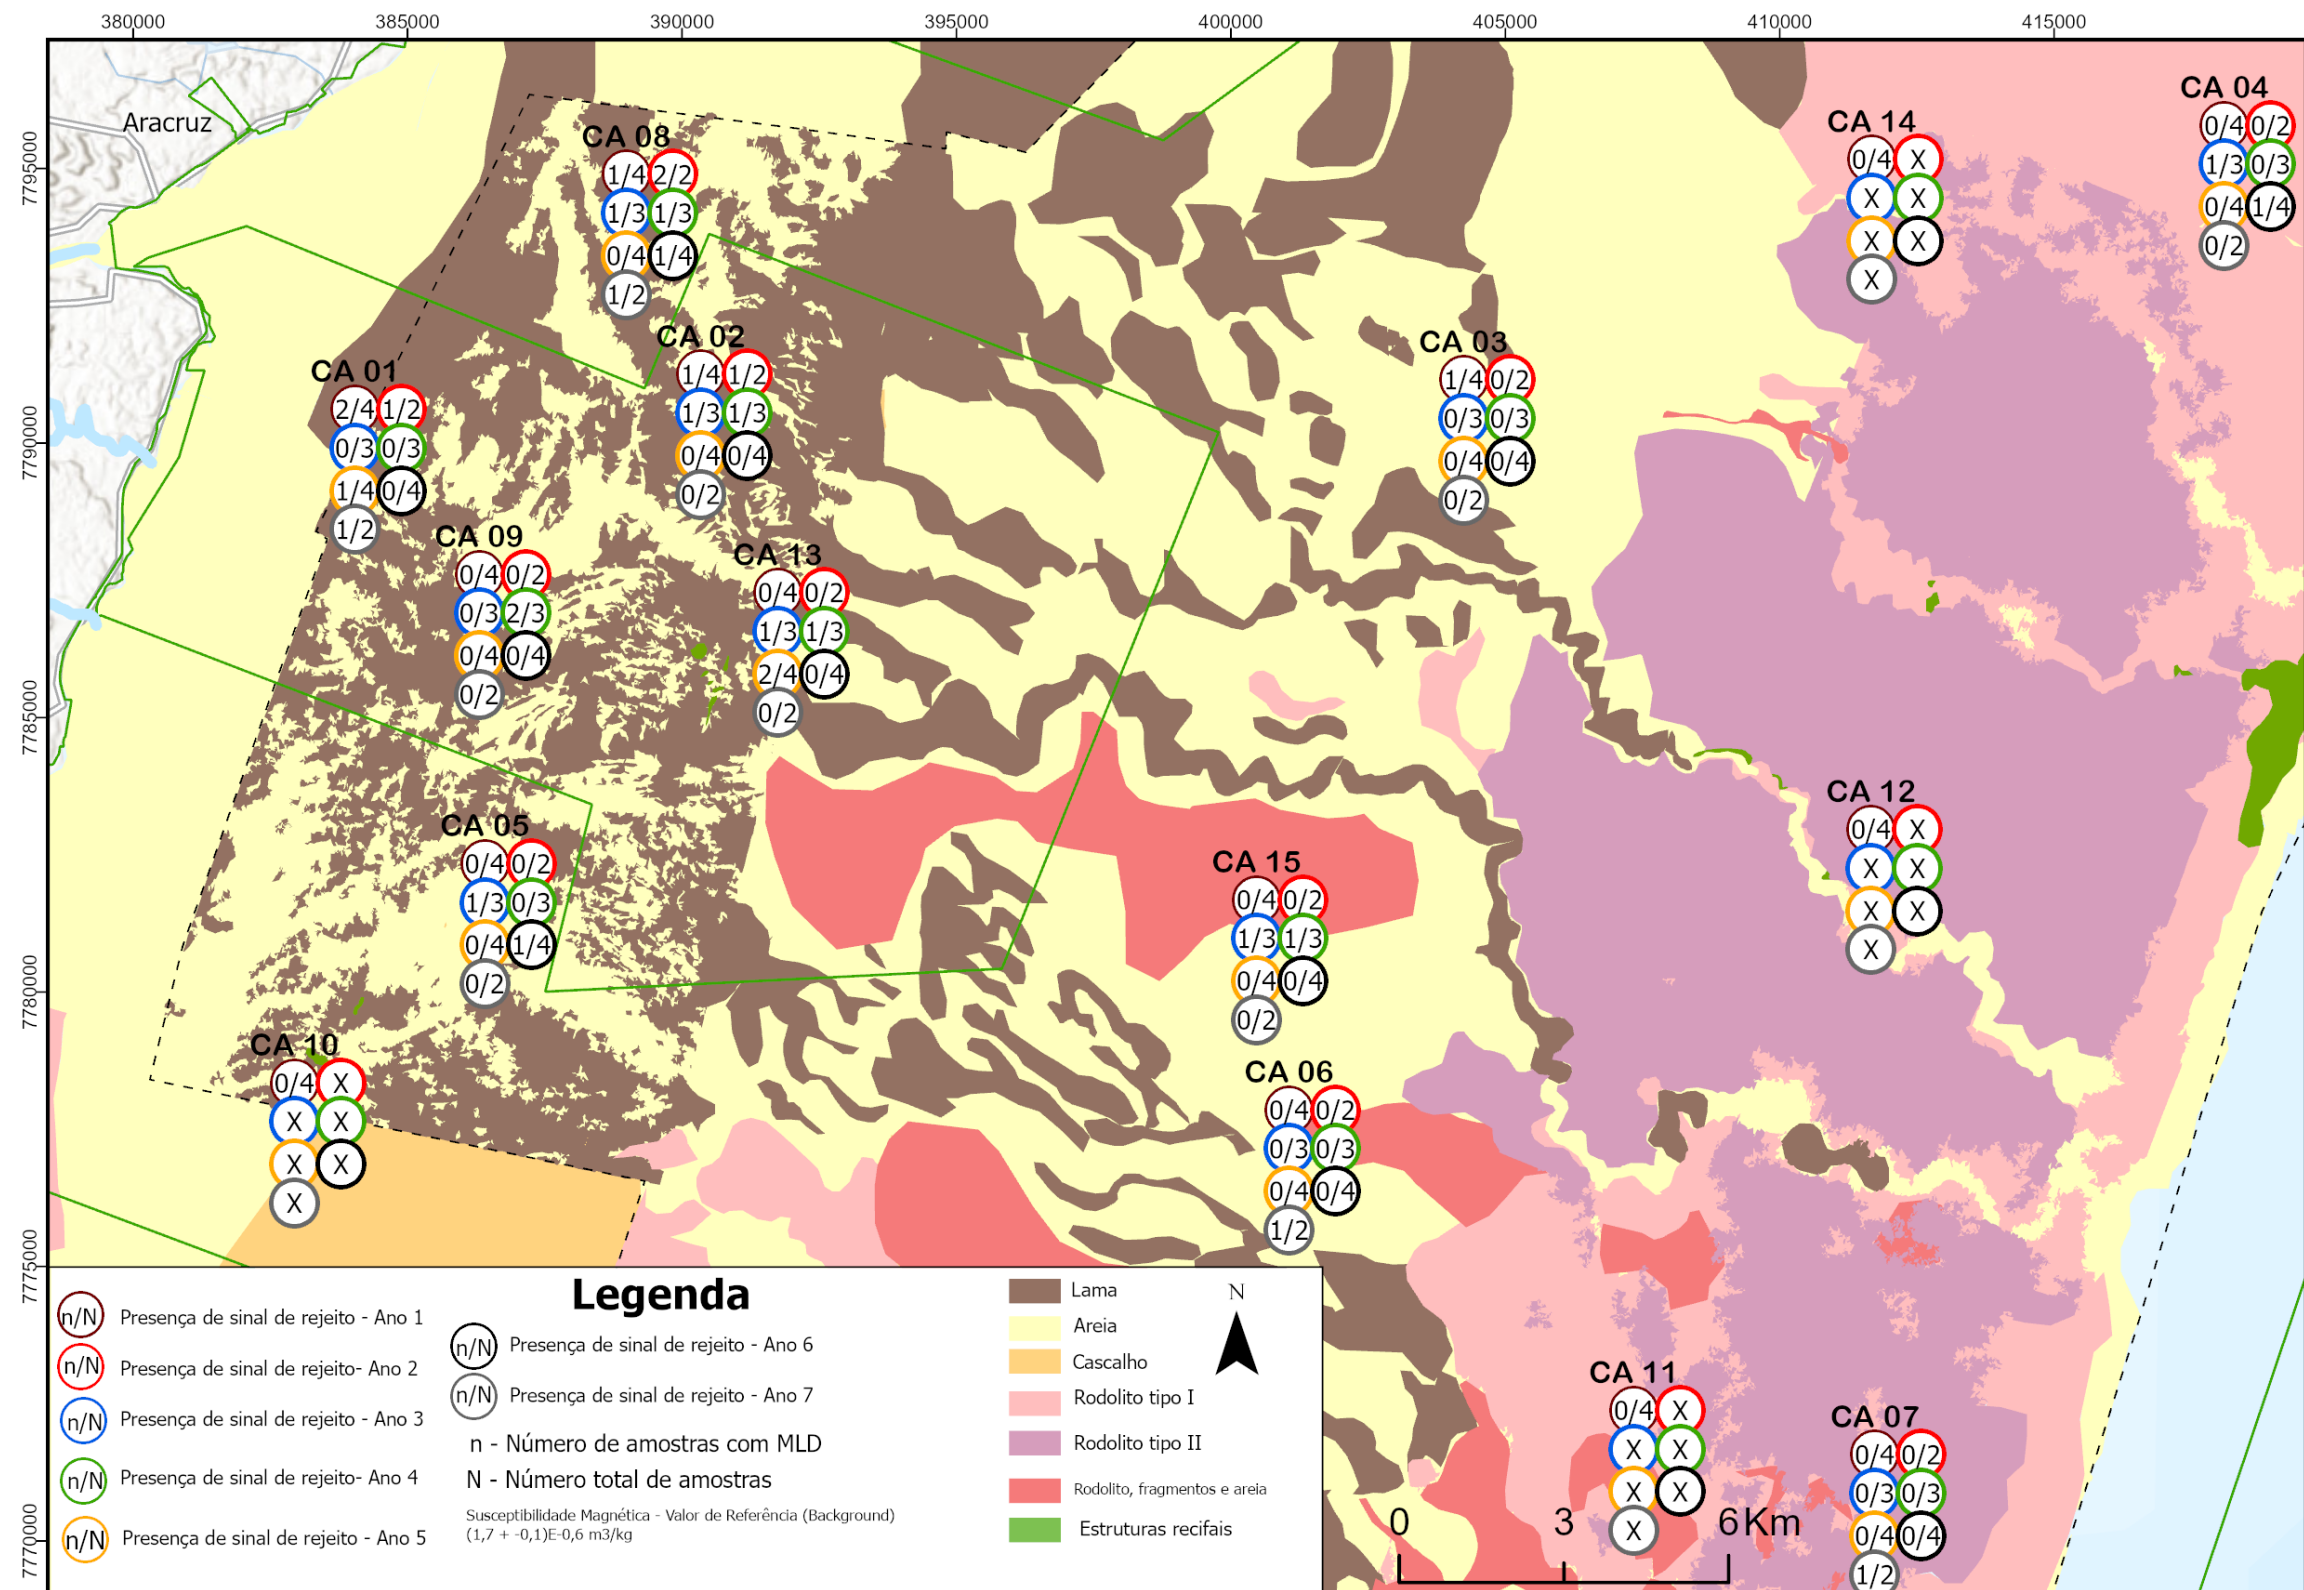 380000 385000 390000 395000 400000 405000 410000 415000
7795000
7790000
7785000
7780000
7775000
7770000
Aracruz
CA 08
1/4 2/2
1/3 1/3
0/4 1/4
1/2
CA 14
0/4 X
X X
X X
X
CA 04
0/4 0/2
1/3 0/3
0/4 1/4
0/2
CA 01
2/4 1/2
0/3 0/3
1/4 0/4
1/2
CA 02
1/4 1/2
1/3 1/3
0/4 0/4
0/2
CA 03
1/4 0/2
0/3 0/3
0/4 0/4
0/2
CA 09
0/4 0/2
0/3 2/3
0/4 0/4
0/2
CA 13
0/4 0/2
1/3 1/3
2/4 0/4
0/2
CA 05
0/4 0/2
1/3 0/3
0/4 1/4
0/2
CA 15
0/4 0/2
1/3 1/3
0/4 0/4
0/2
CA 12
0/4 X
X X
X X
X
CA 10
0/4 X
X X
X X
X
CA 06
0/4 0/2
0/3 0/3
0/4 0/4
1/2
CA 11
0/4 X
X X
X X
X
CA 07
0/4 0/2
0/3 0/3
0/4 0/4
1/2
Legenda
n/N Presença de sinal de rejeito - Ano 1
n/N Presença de sinal de rejeito- Ano 2
n/N Presença de sinal de rejeito - Ano 3
n/N Presença de sinal de rejeito- Ano 4
n/N Presença de sinal de rejeito - Ano 5
n/N Presença de sinal de rejeito - Ano 6
n/N Presença de sinal de rejeito - Ano 7
n - Número de amostras com MLD
N - Número total de amostras
Susceptibilidade Magnética - Valor de Referência (Background)
(1,7 + -0,1)E-0,6 m3/kg
Lama
Areia
Cascalho
Rodolito tipo I
Rodolito tipo II
Rodolito, fragmentos e areia
Estruturas recifais
N
0 3 6 Km